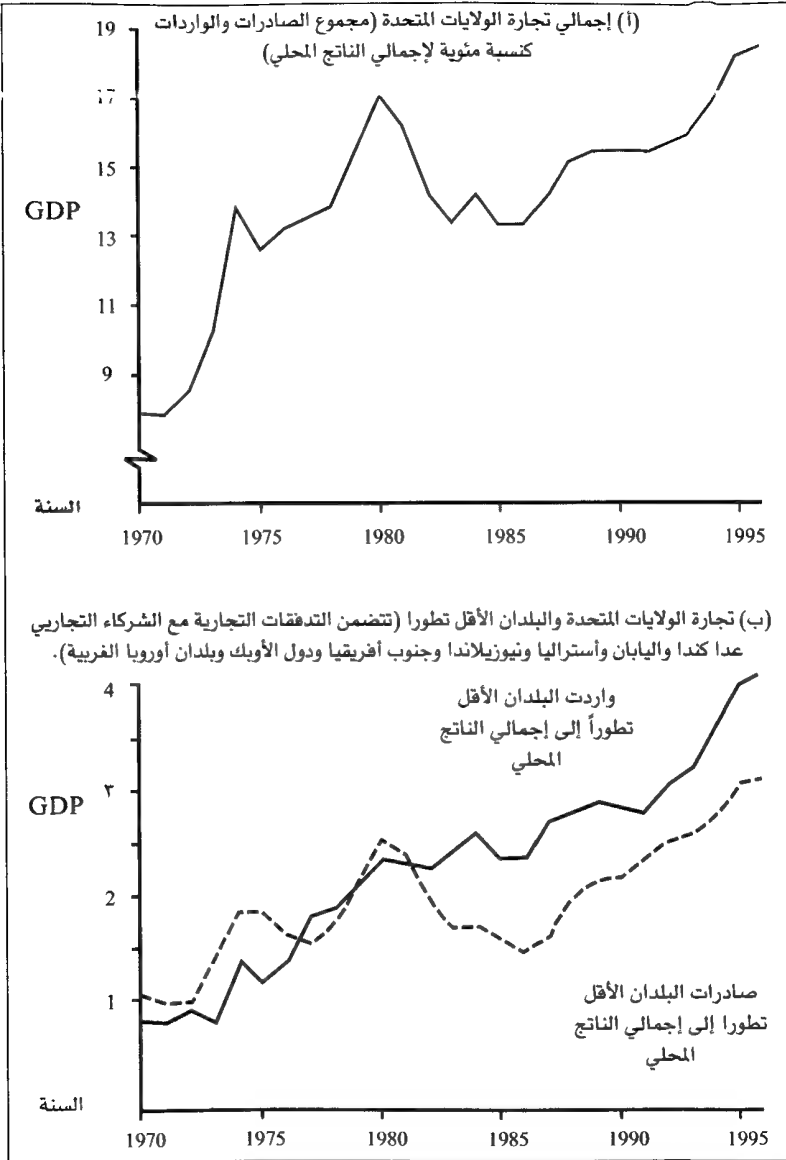 (أ) إجمالي تجارة الولايات المتحدة (مجموع الصادرات والواردات
كنسبة مئوية لإجمالي الناتج المحلي)
19
17
15
GDP
13
11
9
السنة
1970 1975 1980 1985 1990 1995
(ب) تجارة الولايات المتحدة والبلدان الأقل تطورا (تتضمن التدفقات التجارية مع الشركاء التجاريي
عدا كندا واليابان وأستراليا ونيوزيلاندا وجنوب أفريقيا ودول الأوبك وبلدان أوروبا الغربية).
4
واردت البلدان الأقل
تطوراً إلى إجمالي الناتج
المحلي
٣
GDP
2
1
صادرات البلدان الأقل
تطورا إلى إجمالي الناتج
المحلي
السنة
1970 1975 1980 1985 1990 1995